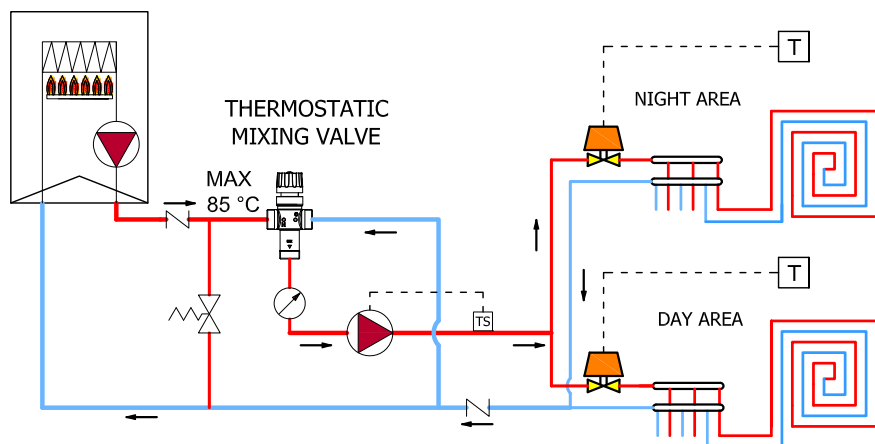 T
NIGHT AREA
THERMOSTATIC
MIXING VALVE
MAX
85 °C
T
TS
DAY AREA